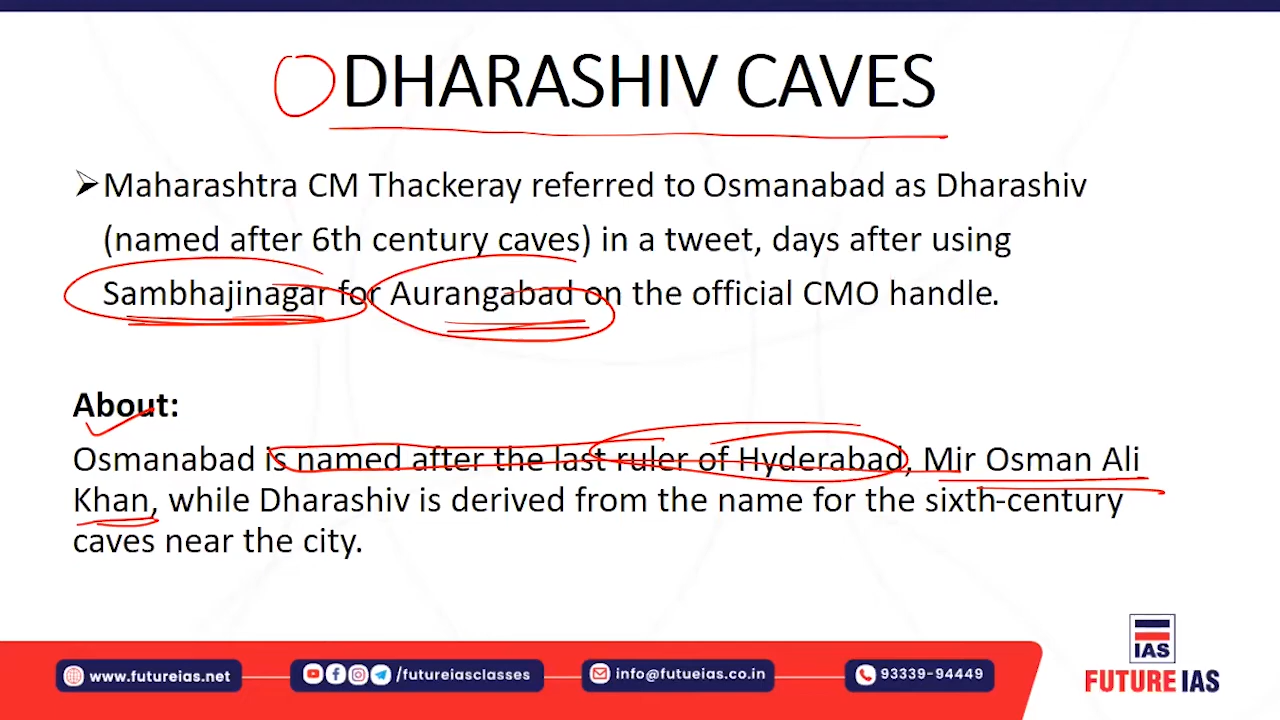 DHARASHIV CAVES
➢Maharashtra CM Thackeray referred to Osmanabad as Dharashiv
(named after 6th century caves) in a tweet, days after using
Sambhajinagar for Aurangabad on the official CMO handle.
About:
Osmanabad is named after the last ruler of Hyderabad, Mir Osman Ali
Khan, while Dharashiv is derived from the name for the sixth-century
caves near the city.
www.futureias.net
/futureiasclasses
info@futueias.co.in
93339-94449
IAS
FUTURE IAS